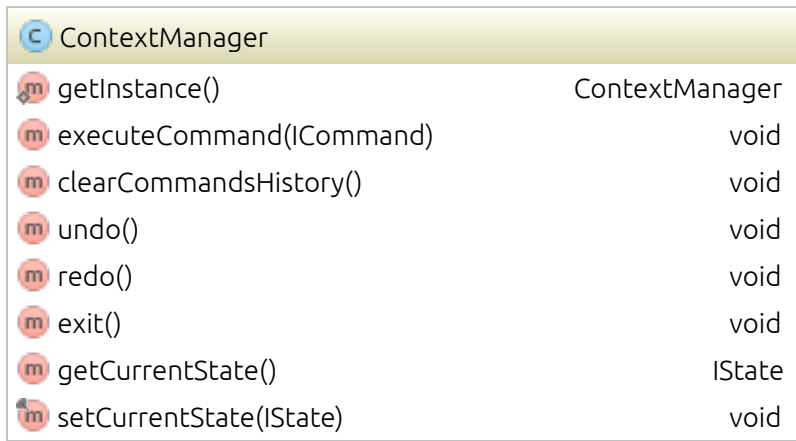 C ContextManager
m getInstance() ContextManager
m executeCommand(ICommand) void
m clearCommandsHistory() void
m undo() void
m redo() void
m exit() void
m getCurrentState() IState
m setCurrentState(IState) void